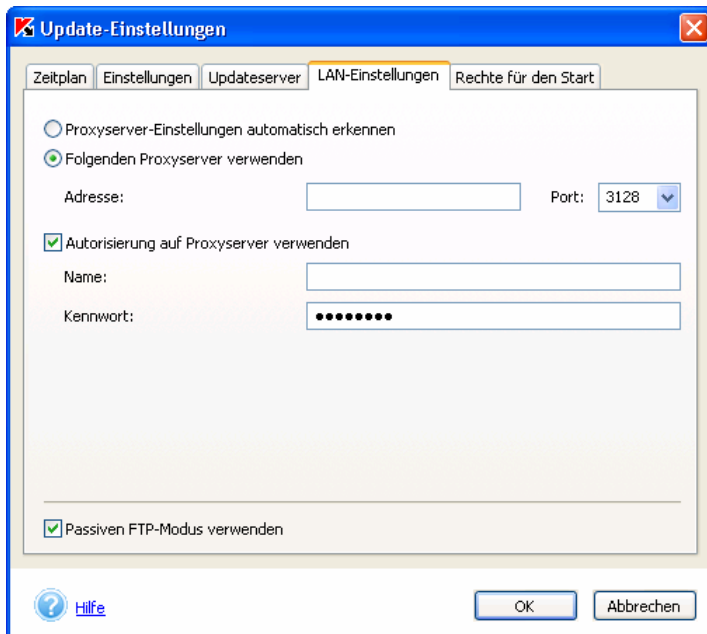 Update-Einstellungen
Zeitplan Einstellungen Updateserver LAN-Einstellungen Rechte für den Start
Proxyserver-Einstellungen automatisch erkennen
Folgenden Proxyserver verwenden
Adresse: Port: 3128
Autorisierung auf Proxyserver verwenden
Name:
Kennwort: ●●●●●●●●
Passiven FTP-Modus verwenden
Hilfe OK Abbrechen